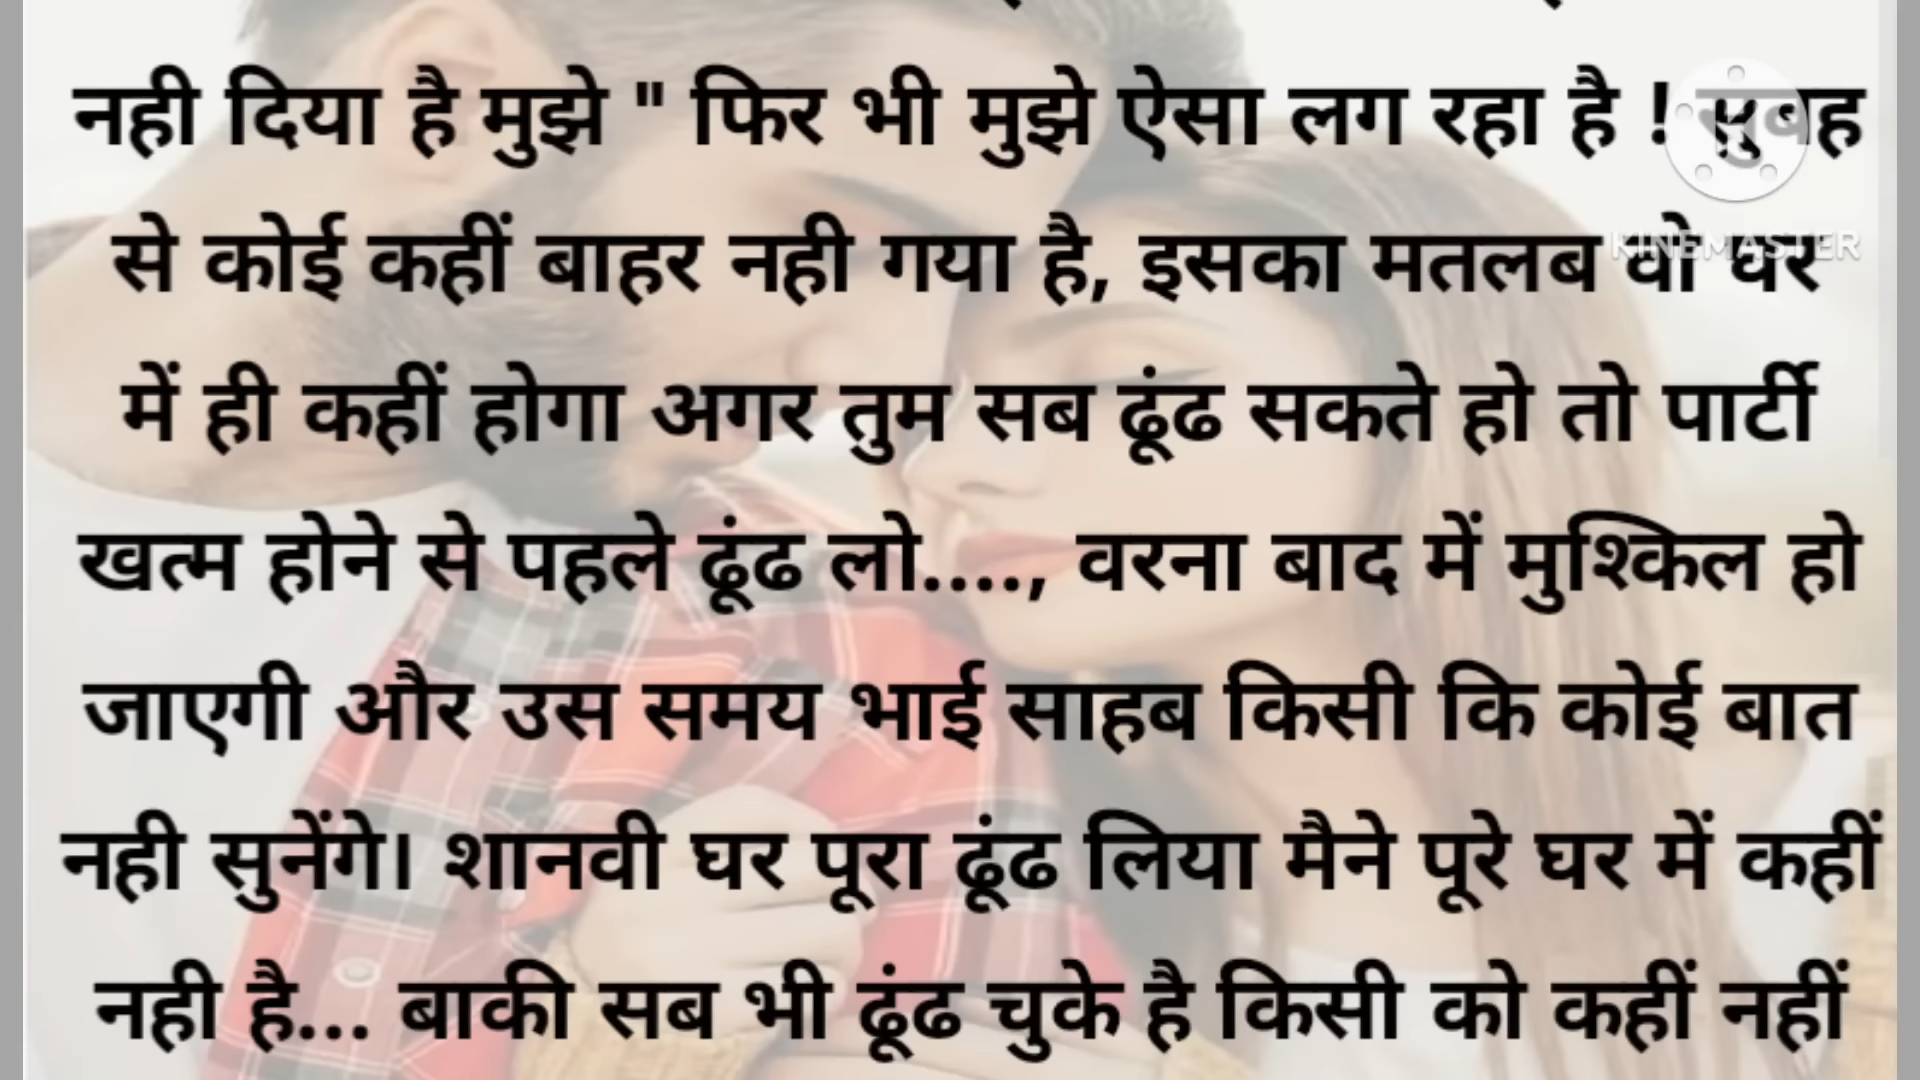 नही दिया है मुझे " फिर भी मुझे ऐसा लग रहा है ! सुबह
से कोई कहीं बाहर नही गया है, इसका मतलब वो घर
KINEMASTER
में ही कहीं होगा अगर तुम सब ढूंढ सकते हो तो पार्टी
खत्म होने से पहले ढूंढ लो...., वरना बाद में मुश्किल हो
जाएगी और उस समय भाई साहब किसी कि कोई बात
नही सुनेंगे। शानवी घर पूरा ढूंढ लिया मैने पूरे घर में कहीं
नही है... बाकी सब भी ढूंढ चुके है किसी को कहीं नहीं